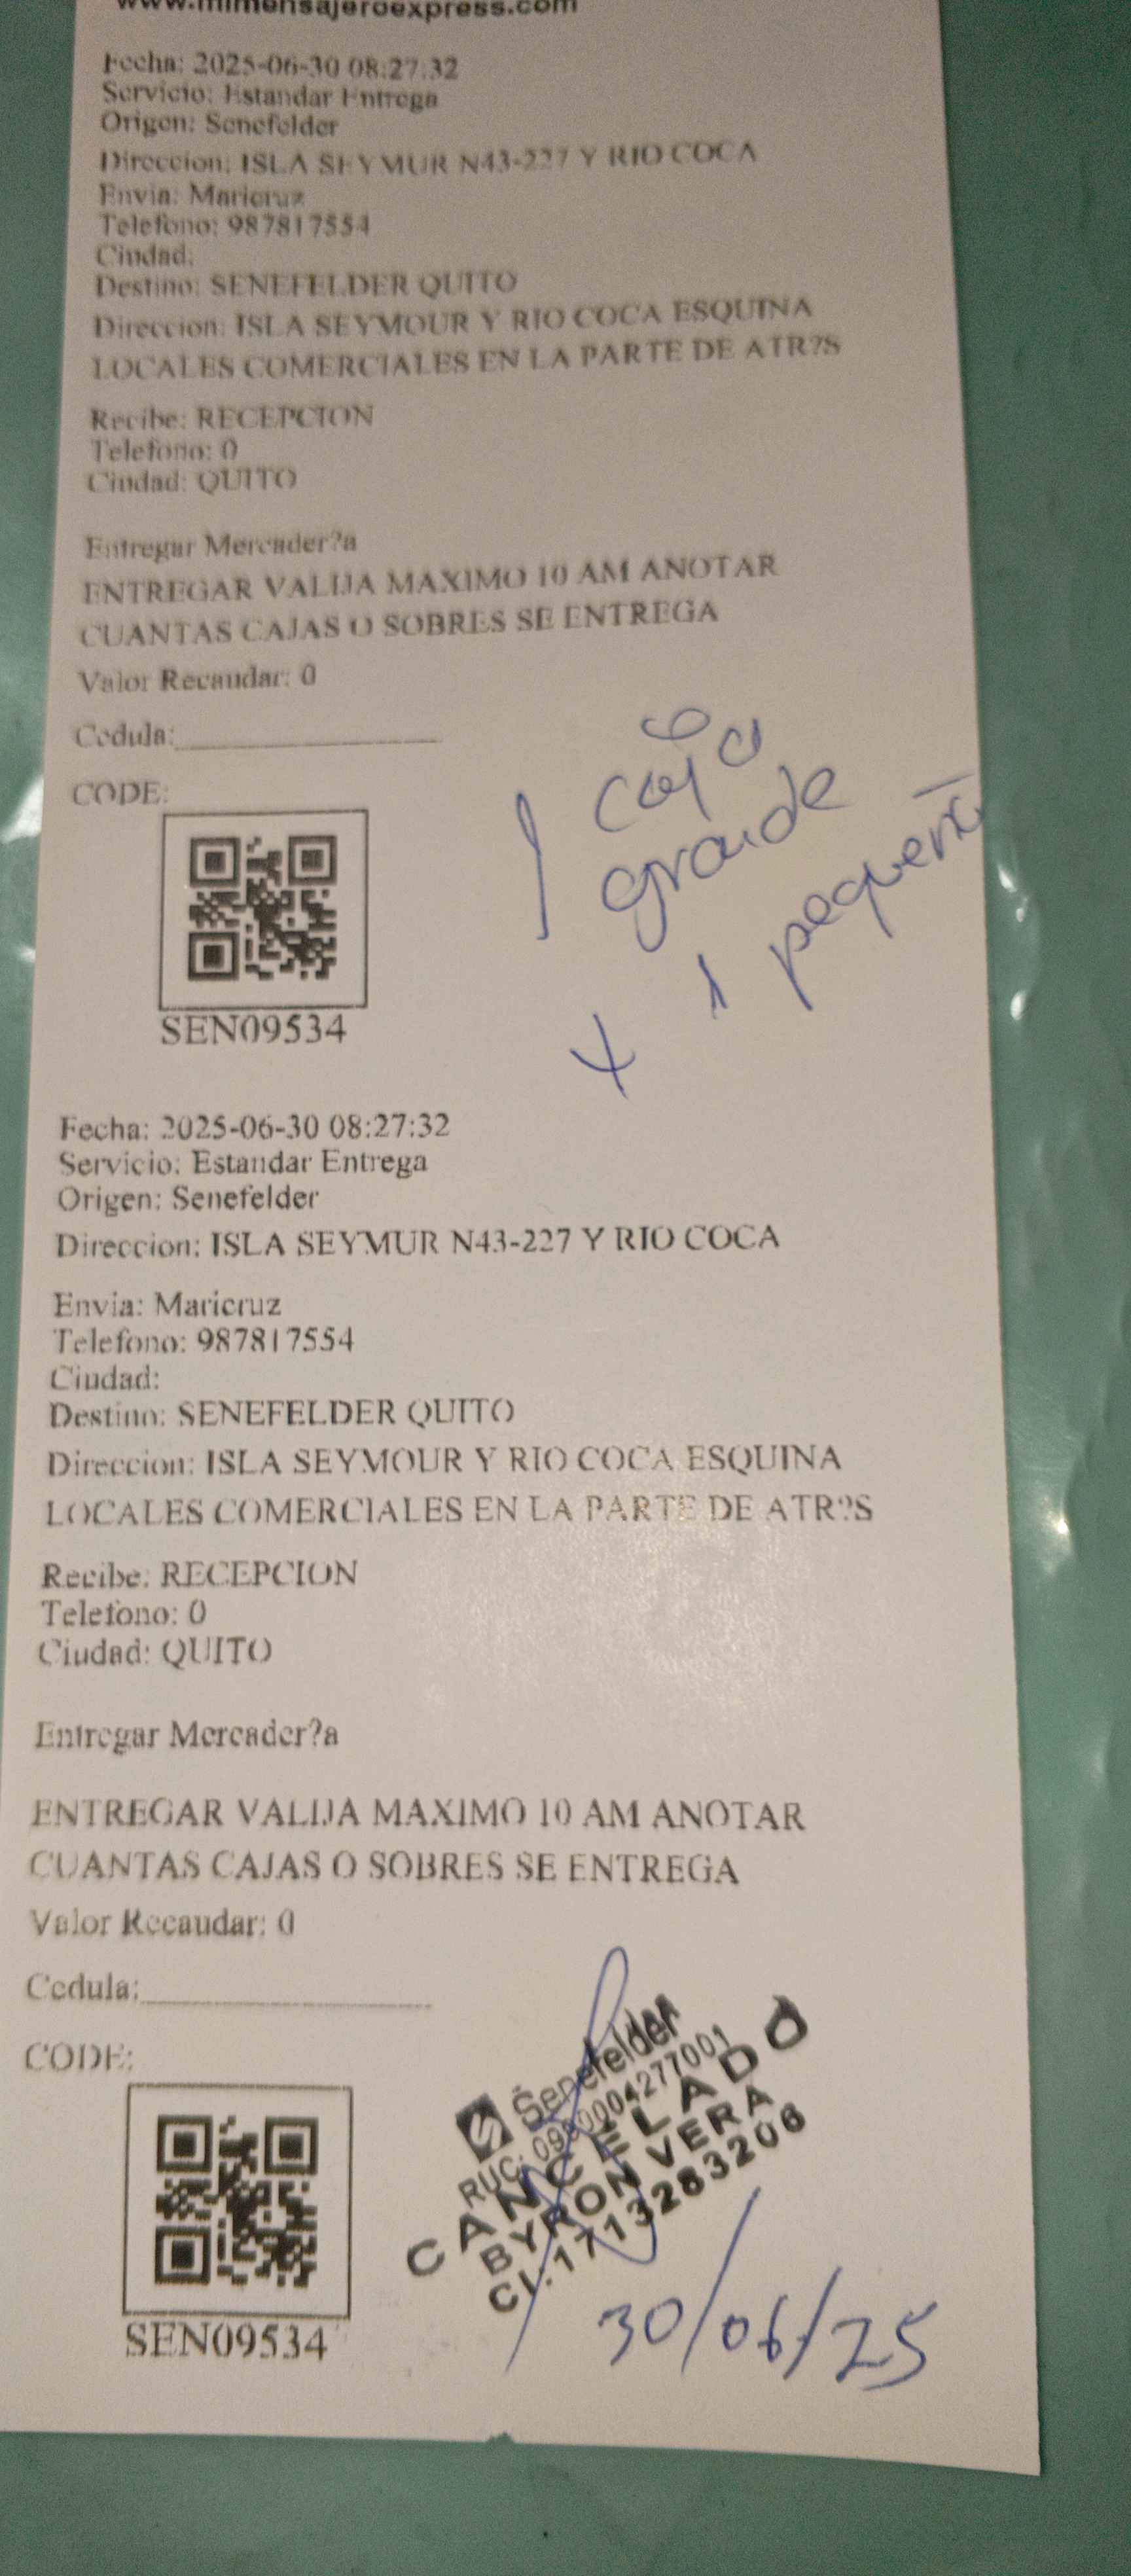 www.mimensajeroexpress.com
Fecha: 2025-06-30 08:27:32
Servicio: Estandar Entrega
Origen: Senefelder
Direccion: ISLA SEYMUR N43-227 Y RIO COCA
Envia: Maricruz
Telefono: 987817554
Ciudad:
Destino: SENEFELDER QUITO
Direccion: ISLA SEYMOUR Y RIO COCA ESQUINA
LOCALES COMERCIALES EN LA PARTE DE ATR?S
Recibe: RECEPCION
Telefono: 0
Ciudad: QUITO
Entregar Mercader?a
ENTREGAR VALIJA MAXIMO 10 AM ANOTAR
CUANTAS CAJAS O SOBRES SE ENTREGA
Valor Recaudar: 0
Cedula:
CODE:
1 caja
grande
y 1 pequeña
SEN09534
Fecha: 2025-06-30 08:27:32
Servicio: Estandar Entrega
Origen: Senefelder
Direccion: ISLA SEYMUR N43-227 Y RIO COCA
Envia: Maricruz
Telefono: 987817554
Ciudad:
Destino: SENEFELDER QUITO
Direccion: ISLA SEYMOUR Y RIO COCA ESQUINA
LOCALES COMERCIALES EN LA PARTE DE ATR?S
Recibe: RECEPCION
Telefono: 0
Ciudad: QUITO
Entregar Mercader?a
ENTREGAR VALIJA MAXIMO 10 AM ANOTAR
CUANTAS CAJAS O SOBRES SE ENTREGA
Valor Recaudar: 0
Cedula:
CODE:
Senefelder
RUC:
CANCELADO
BYRON VERA
CI.1713283206
30/06/25
SEN09534